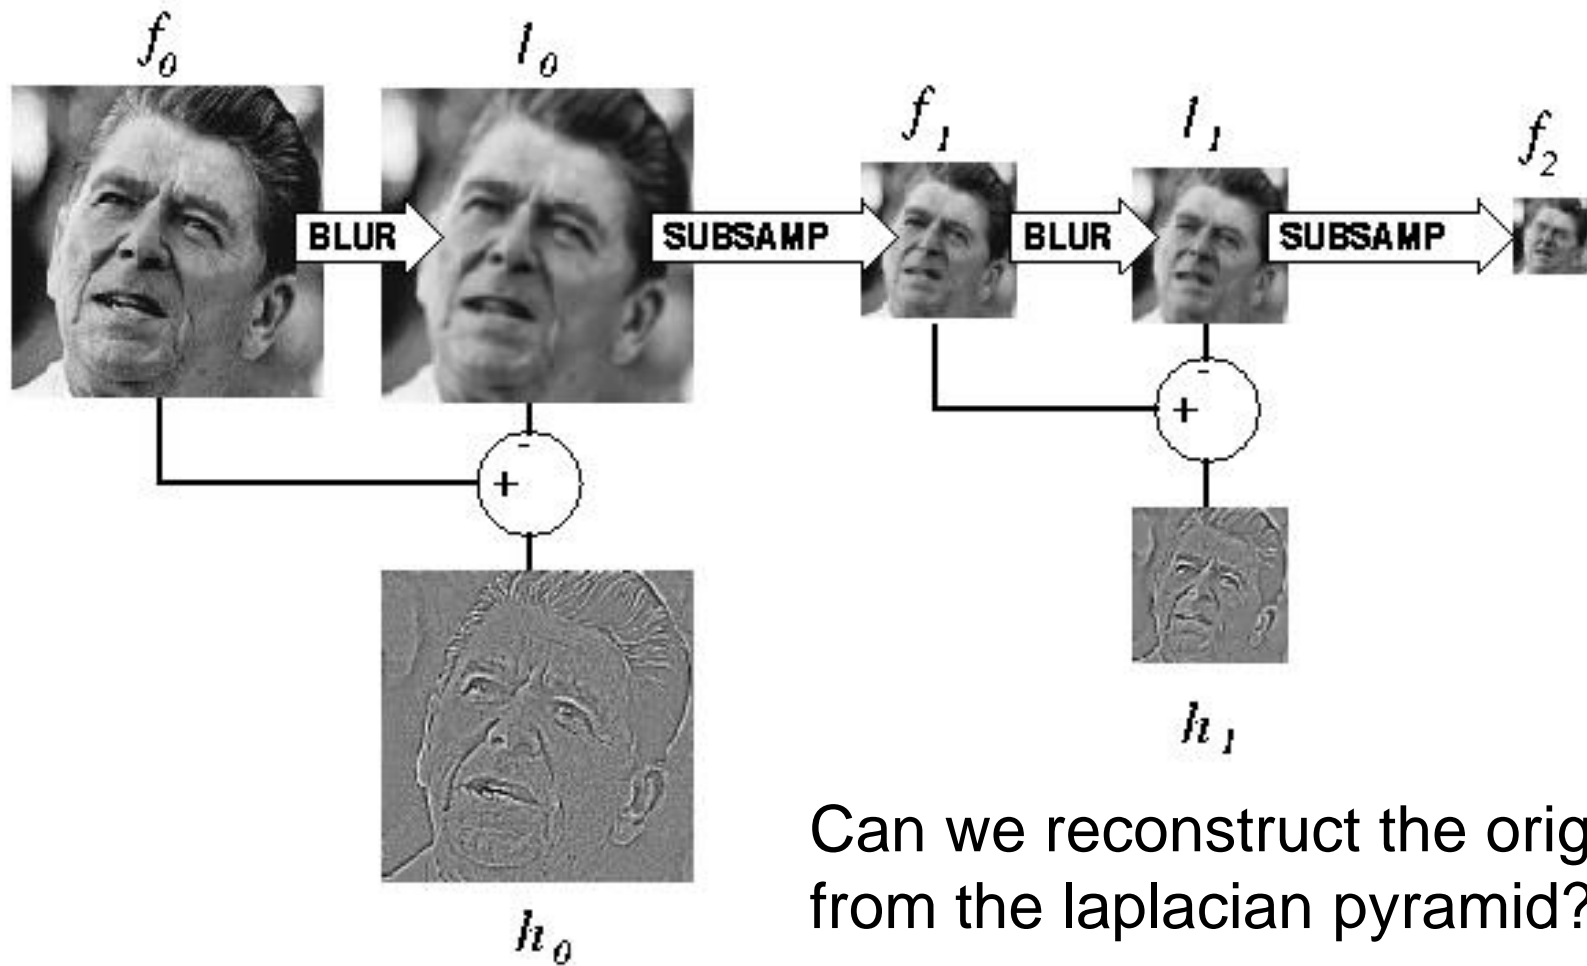 f₀
l₀
f₁
l₁
f₂
BLUR
SUBSAMP
BLUR
SUBSAMP
-
+
-
+
h₁
h₀
Can we reconstruct the orig
from the laplacian pyramid?